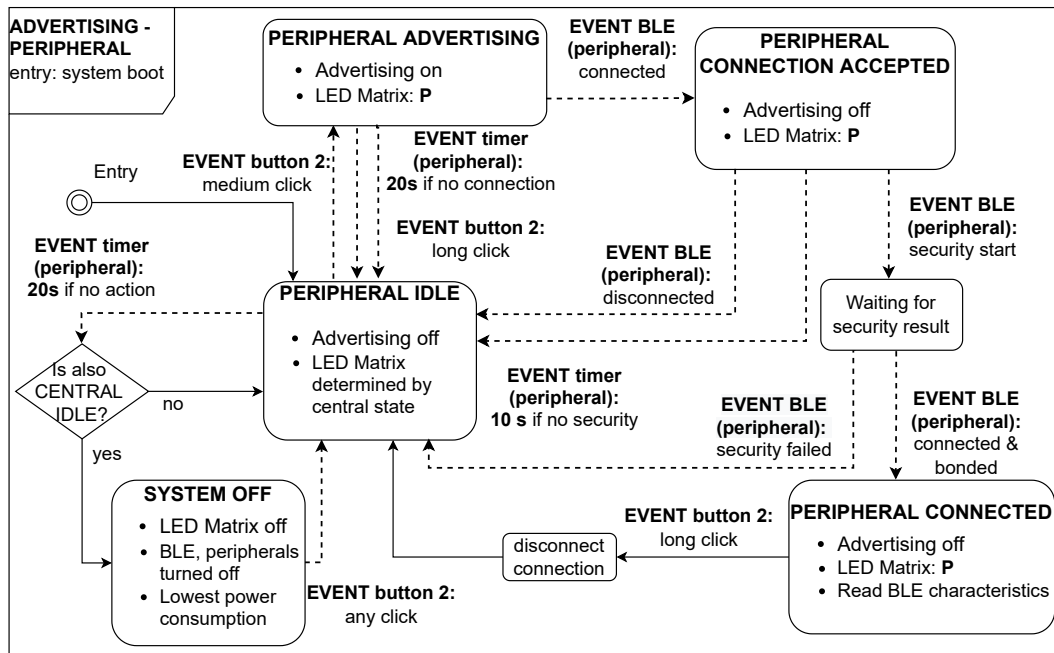 ADVERTISING -
PERIPHERAL
entry: system boot
PERIPHERAL ADVERTISING
• Advertising on
• LED Matrix: P
EVENT BLE
(peripheral):
connected
PERIPHERAL
CONNECTION ACCEPTED
• Advertising off
• LED Matrix: P
Entry
EVENT button 2:
medium click
EVENT timer
(peripheral):
20s if no connection
EVENT button 2:
long click
EVENT BLE
(peripheral):
disconnected
EVENT BLE
(peripheral):
security start
EVENT timer
(peripheral):
20s if no action
PERIPHERAL IDLE
• Advertising off
• LED Matrix
determined by
central state
Waiting for
security result
Is also
CENTRAL
IDLE?
no
yes
EVENT timer
(peripheral):
10 s if no security
EVENT BLE
(peripheral):
security failed
EVENT BLE
(peripheral):
connected &
bonded
SYSTEM OFF
• LED Matrix off
• BLE, peripherals
turned off
• Lowest power
consumption
EVENT button 2:
any click
disconnect
connection
EVENT button 2:
long click
PERIPHERAL CONNECTED
• Advertising off
• LED Matrix: P
• Read BLE characteristics